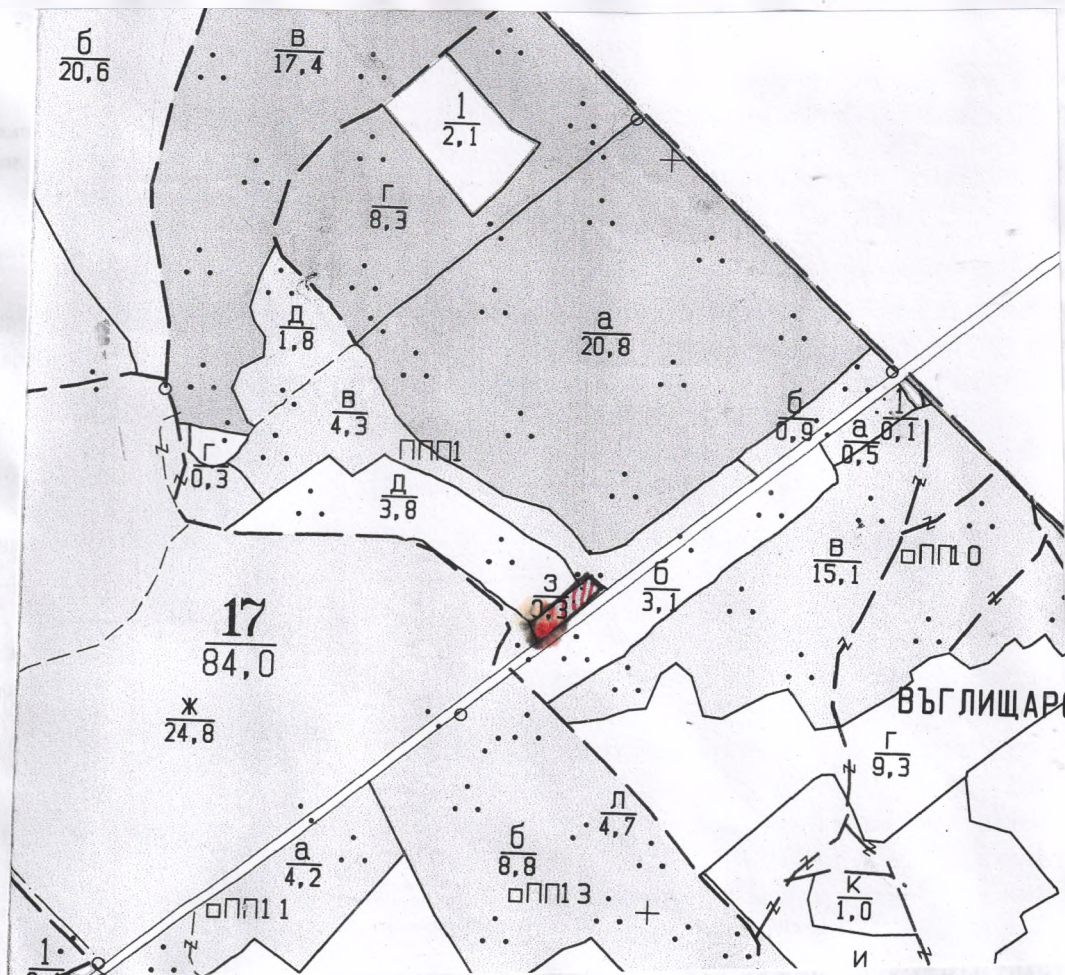 б
20,6
в
17,4
1
2,1
г
8,3
а
20,8
д
1,8
в
4,3
ППП1
г
0,3
д
3,8
б
0,9
а
0,5
1
0,1
в
15,1
□ПП10
б
3,1
З
0,3
17
84,0
ж
24,8
ВЪГЛИЩАР
г
9,3
л
4,7
б
8,8
□ПП13
а
4,2
□ПП11
к
1,0
и
1